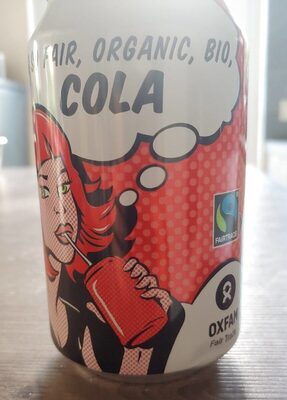 FAIR, ORGANIC, BIO,
COLA
FAIRTRADE
OXFAM
Fair Trade